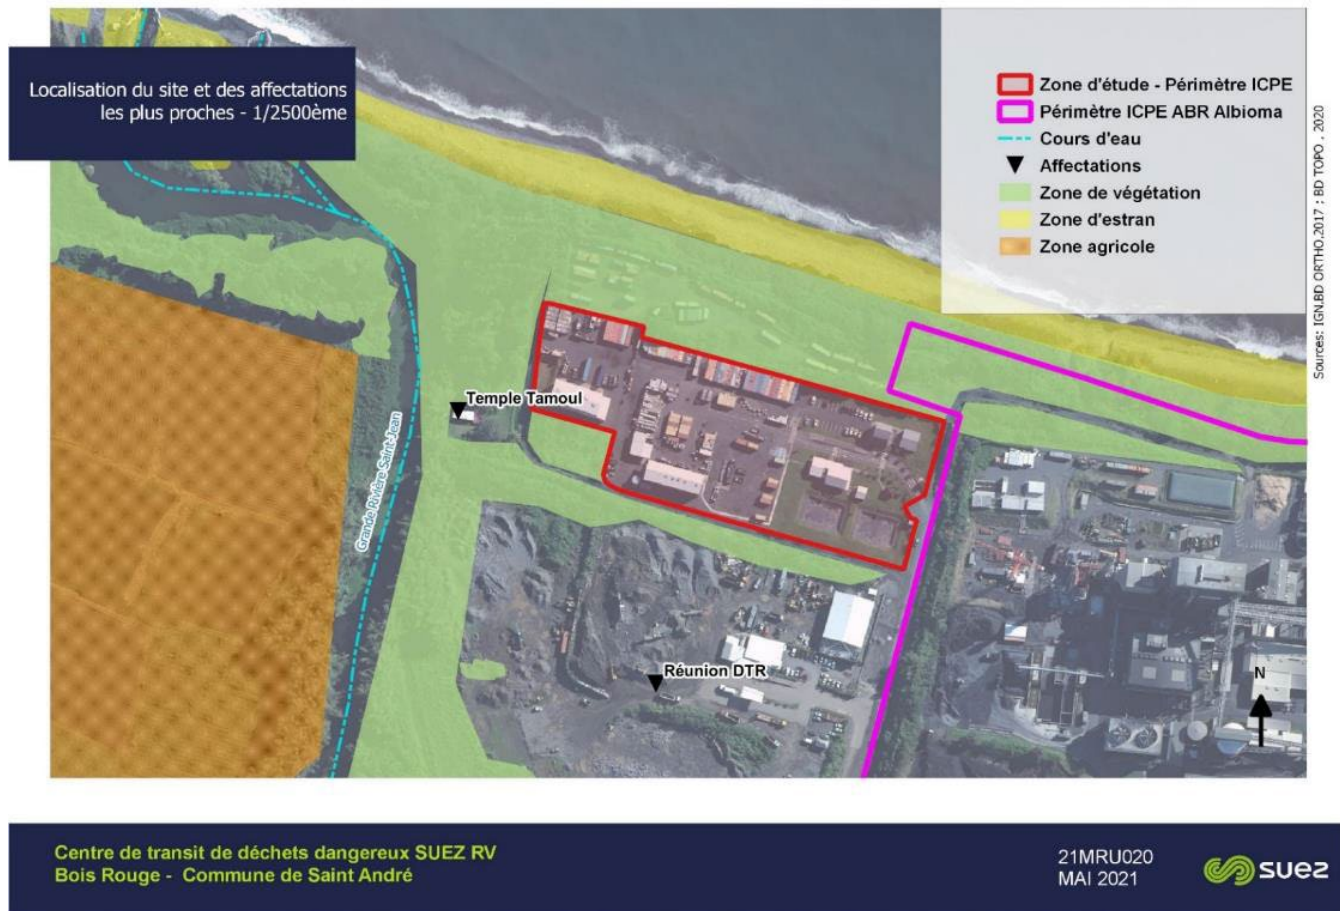 Localisation du site et des affectations
les plus proches - 1/2500ème
Zone d'étude - Périmètre ICPE
Périmètre ICPE ABR Albioma
Cours d'eau
Affectations
Zone de végétation
Zone d'estran
Zone agricole
Sources: IGN.BD ORTHO.2017 ; BD TOPO , 2020
Temple Tamoul
Grande Rivière Saint-Jean
Réunion DTR
N
Centre de transit de déchets dangereux SUEZ RV
Bois Rouge - Commune de Saint André
21MRU020
MAI 2021
suez